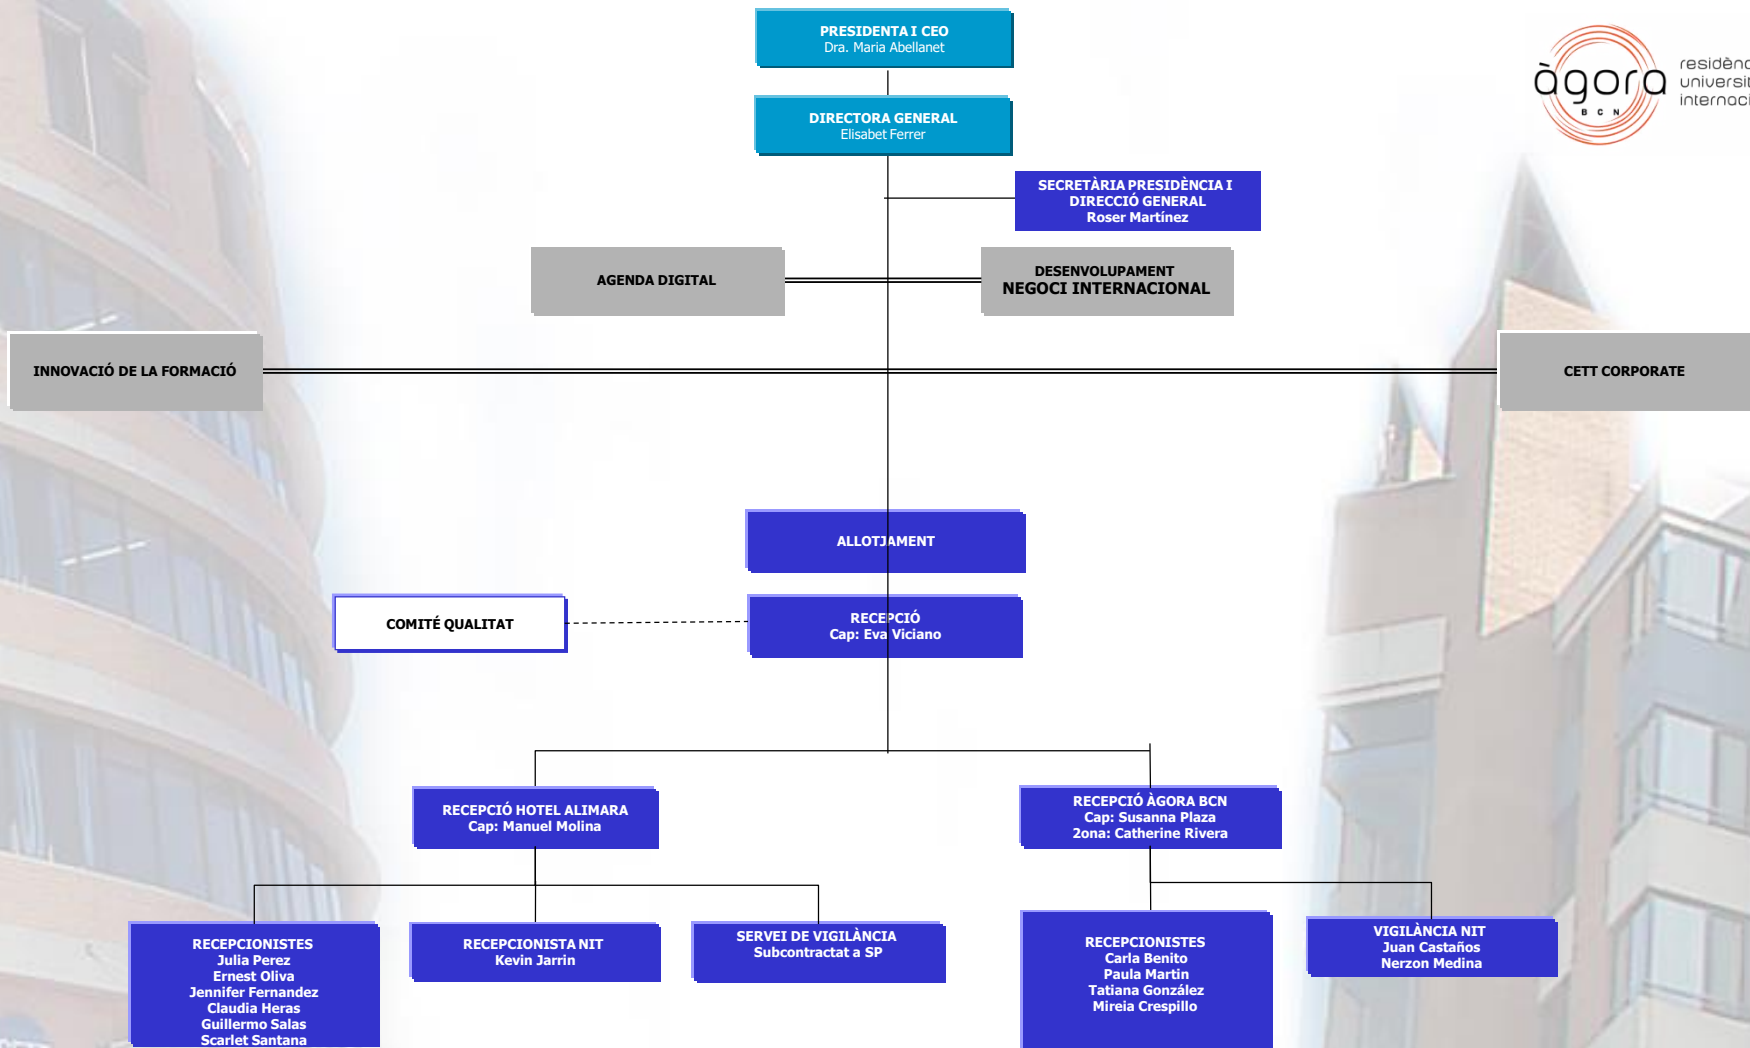 PRESIDENTA I CEO
Dra. Maria Abellanet
àgora
BCN
DIRECTORA GENERAL
Elisabet Ferrer
SECRETÀRIA PRESIDÈNCIA I
DIRECCIÓ GENERAL
Roser Martínez
AGENDA DIGITAL
DESENVOLUPAMENT
NEGOCI INTERNACIONAL
INNOVACIÓ DE LA FORMACIÓ
CETT CORPORATE
ALLOTJAMENT
COMITÉ QUALITAT
RECEPCIÓ
Cap: Eva Viciano
RECEPCIÓ HOTEL ALIMARA
Cap: Manuel Molina
RECEPCIÓ ÀGORA BCN
Cap: Susanna Plaza
2ona: Catherine Rivera
RECEPCIONISTES
Julia Perez
Ernest Oliva
Jennifer Fernandez
Claudia Heras
Guillermo Salas
Scarlet Santana
RECEPCIONISTA NIT
Kevin Jarrin
SERVEI DE VIGILÀNCIA
Subcontractat a SP
RECEPCIONISTES
Carla Benito
Paula Martin
Tatiana González
Mireia Crespillo
VIGILÀNCIA NIT
Juan Castaños
Nerzon Medina